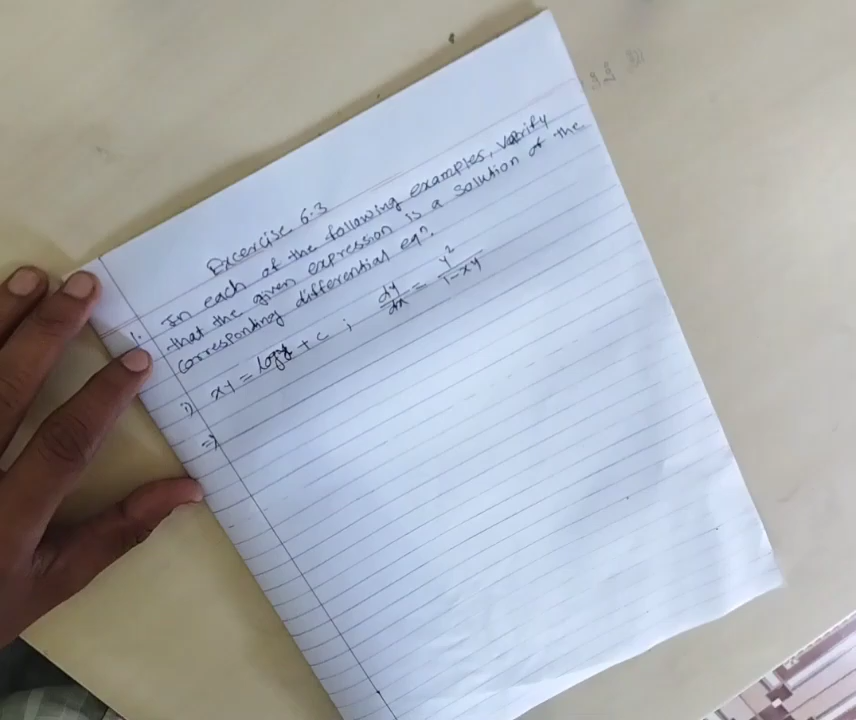 Excercise 6.3
1. In each of the following examples, verify
that the given expression is a solution of the
corresponding differential eqn.
i) xy = logy + c ; dy/dx = y²/1-xy
⇒